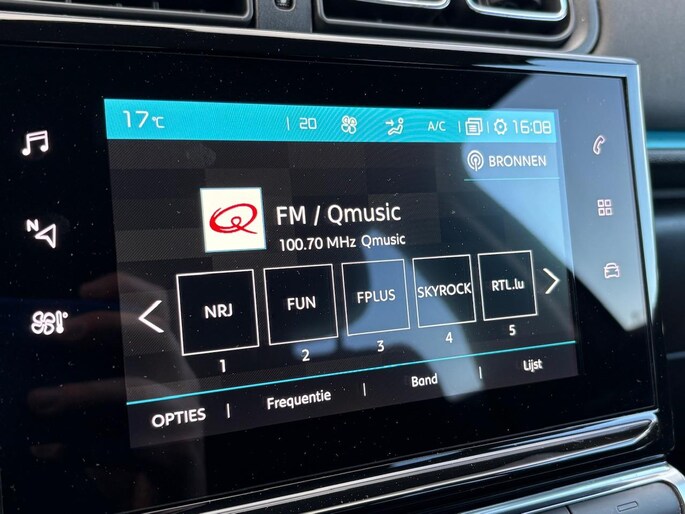 17°C | 20 A/C | | 16:08
BRONNEN
FM / Qmusic
100.70 MHz Qmusic
N
NRJ FUN FPLUS SKYROCK RTL.lu
1 2 3 4 5
OPTIES | Frequentie | Band | Lijst